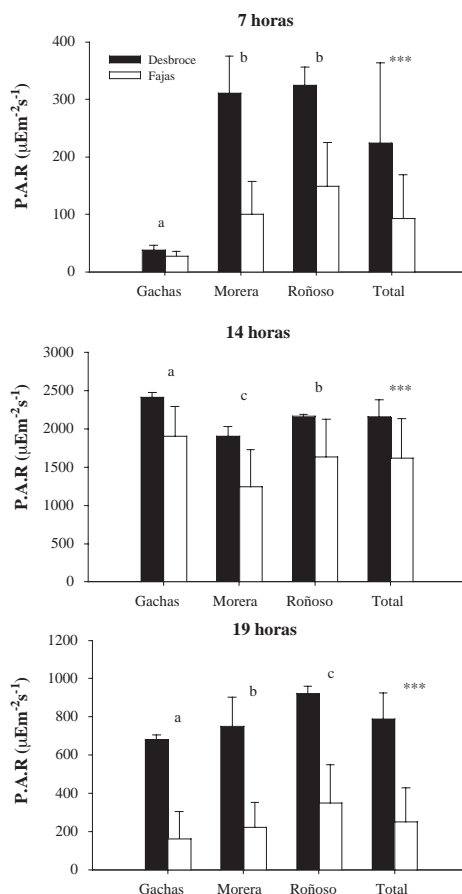 7 horas
400
300
200
100
0
P.A.R (µEm-2s-1)
Desbroce
Fajas
a
b
b
***
Gachas Morera Roñoso Total
14 horas
3000
2500
2000
1500
1000
500
0
P.A.R (µEm-2s-1)
a
c
b
***
Gachas Morera Roñoso Total
19 horas
1200
1000
800
600
400
200
0
P.A.R (µEm-2s-1)
a
b
c
***
Gachas Morera Roñoso Total